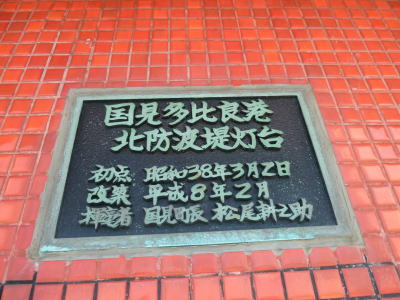 国見多比良港
北防波堤灯台
初点 昭和38年3月2日
改装 平成8年2月
揮毫者 国見町長 松尾耕之助